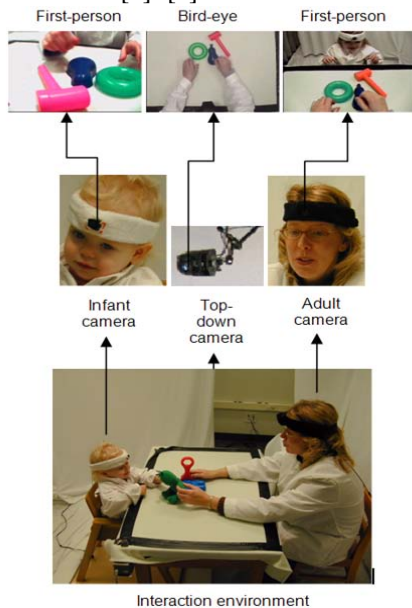 First-person Bird-eye First-person
Infant camera
Top-down camera
Adult camera
Interaction environment